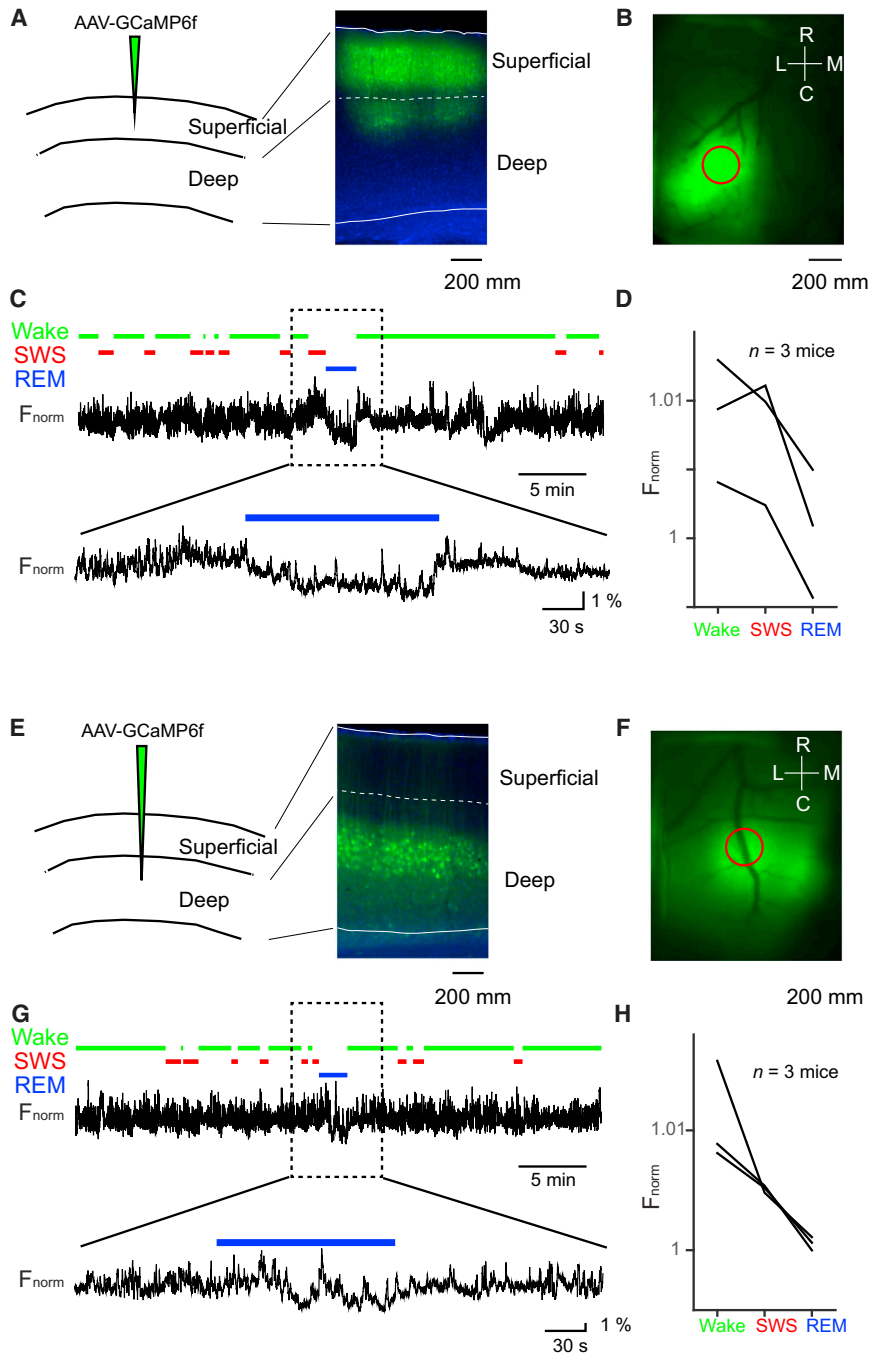 A
AAV-GCaMP6f
Superficial
Deep
Superficial
Deep
200 mm
B
R
L M
C
200 mm
C
Wake
SWS
REM
Fnorm
5 min
Fnorm
1 %
30 s
D
n = 3 mice
1.01
Fnorm
1
Wake SWS REM
E
AAV-GCaMP6f
Superficial
Deep
Superficial
Deep
200 mm
F
R
L M
C
200 mm
G
Wake
SWS
REM
Fnorm
5 min
Fnorm
1 %
30 s
H
n = 3 mice
1.01
Fnorm
1
Wake SWS REM